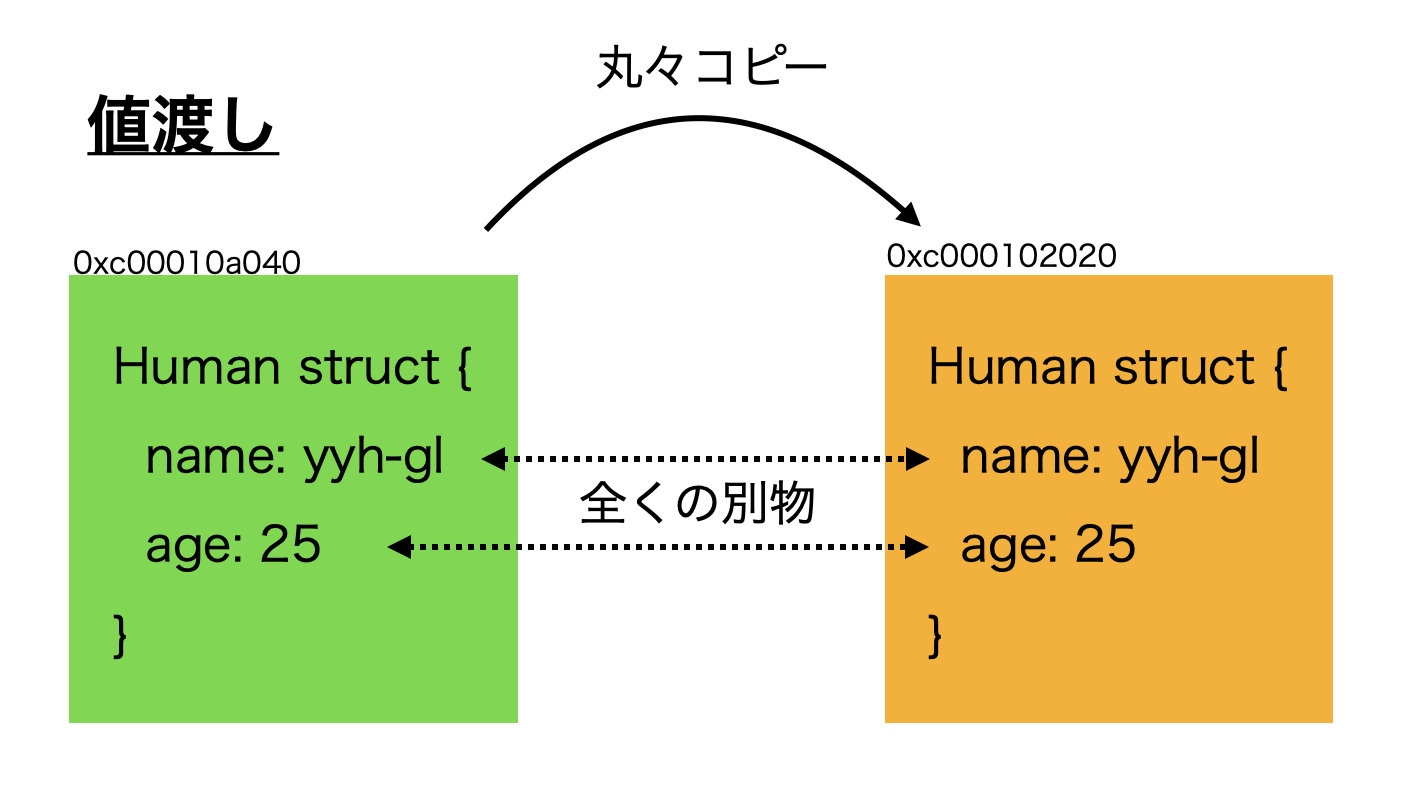 丸々コピー
値渡し
0xc00010a040
Human struct {
name: yyh-gl
age: 25
}
全くの別物
0xc000102020
Human struct {
name: yyh-gl
age: 25
}